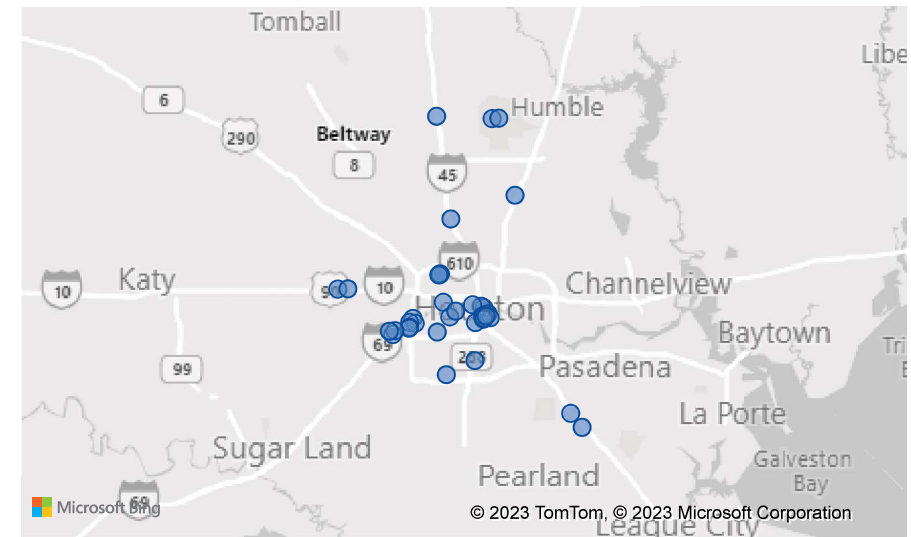 Tomball
Libe
6
Humble
290
Beltway
8
45
610
Katy
10
10
Channelview
Baytown
69
Tri
99
Pasadena
La Porte
Sugar Land
Galveston
Bay
Pearland
69
Microsoft Bing
© 2023 TomTom, © 2023 Microsoft Corporation
League City